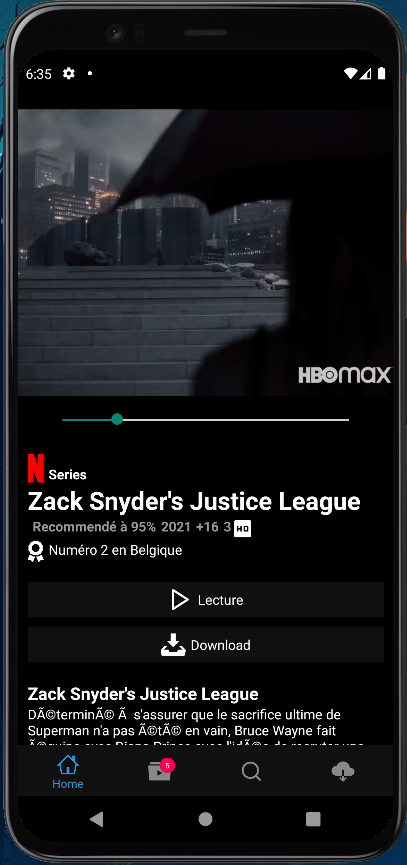 6:35
HBOmax
N Series
Zack Snyder's Justice League
Recommendé à 95% 2021 +16 3 HD
Numéro 2 en Belgique
Lecture
Download
Zack Snyder's Justice League
DÃ©terminÃ© Ã s'assurer que le sacrifice ultime de
Superman n'a pas Ã©tÃ© en vain, Bruce Wayne fait
5
Home